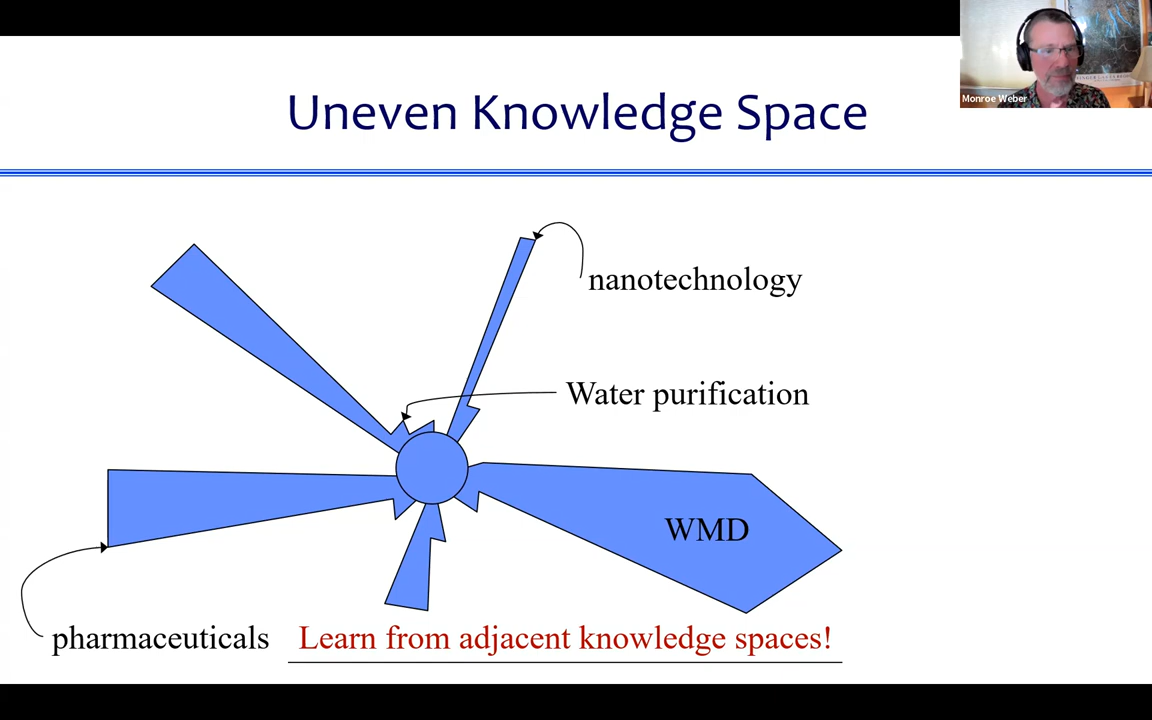 Uneven Knowledge Space
Monroe Weber
nanotechnology
Water purification
WMD
pharmaceuticals
Learn from adjacent knowledge spaces!